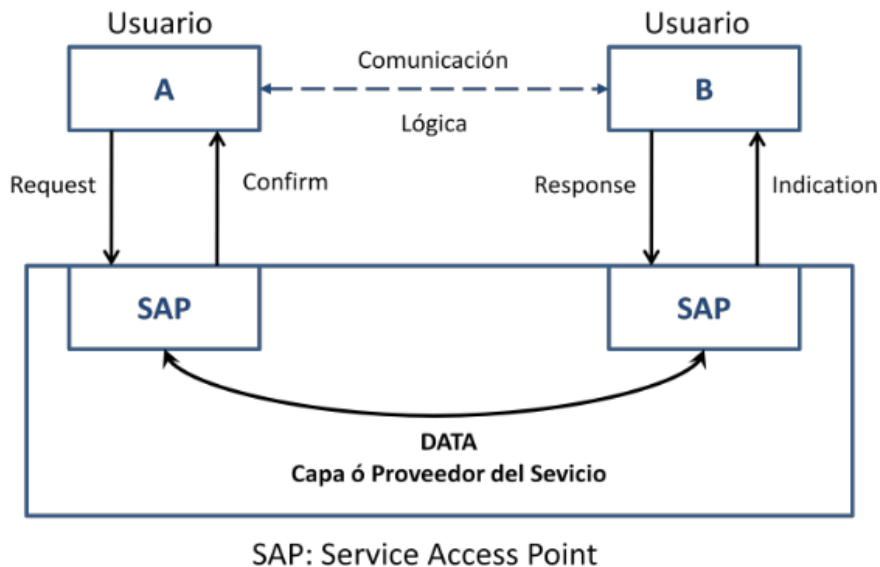 Usuario
Usuario
A
Comunicación
B
Lógica
Request
Confirm
Response
Indication
SAP
SAP
DATA
Capa ó Proveedor del Sevicio
SAP: Service Access Point